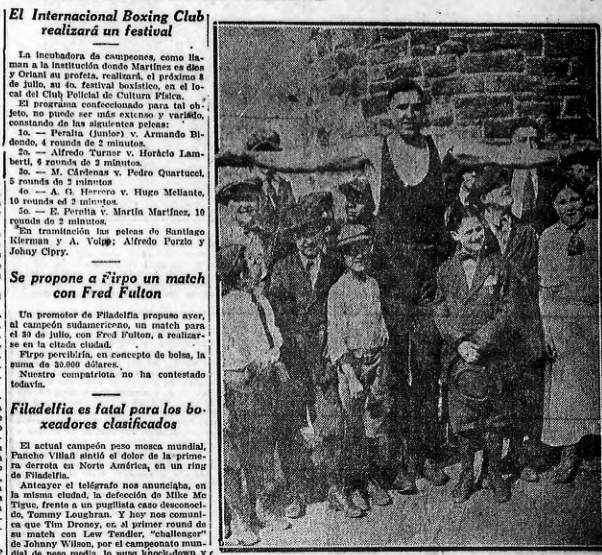 El Internacional Boxing Club
realizará un festival
La incubadora de campeones, como lla-
man a la institución donde Martínez es dios
y Oriani su profeta, realizará, el próximo 8
de julio, su 4o. festival boxístico, en el lo-
cal del Club Policial de Cultura Física.
El programa confeccionado para tal ob-
jeto, no puede ser más extenso y variado,
constando de las siguientes peleas:
1o. — Peralta (junior) v. Armando Bi-
dondo, 4 rounds de 2 minutos.
2o. — Alfredo Turner v. Horácio Lam-
berti, 6 rounds de 2 minutos.
3o. — M. Cárdenas v. Pedro Quartucci,
5 rounds de 2 minutos
4o — A. G. Herrero v. Hugo Mellante,
10 rounds ed 2 minutos.
5o. — E. Peralta v. Martín Martínez, 10
rounds de 2 minutos.
En tramitación las peleas de Santiago
Kierman y A. Volpe; Alfredo Porzio y
Johny Cipry.
Se propone a Firpo un match
con Fred Fulton
Un promotor de Filadelfia propuso ayer,
al campeón sudamericano, un match para
el 30 de julio, con Fred Fulton, a realizar-
se en la citada ciudad.
Firpo percibiría, en concepto de bolsa, la
suma de 30.000 dólares.
Nuestro compatriota no ha contestado
todavía.
Filadelfia es fatal para los bo-
xeadores clasificados
El actual campeón peso mosca mundial,
Pancho Villa sintió el dolor de la prime-
ra derrota en Norte América, en un ring
de Filadelfia.
Anteayer el telégrafo nos anunciaba, en
la misma ciudad, la defección de Mike Mc
Tigue, frente a un pugilista casi desconoci-
do, Tommy Loughran. Y hoy nos comuni-
ca que Tim Droney, en el primer round de
su match con Lew Tendler, "challenger"
de Johnny Wilson, por el campeonato mun-
dial de peso medio, lo puso knock-down y